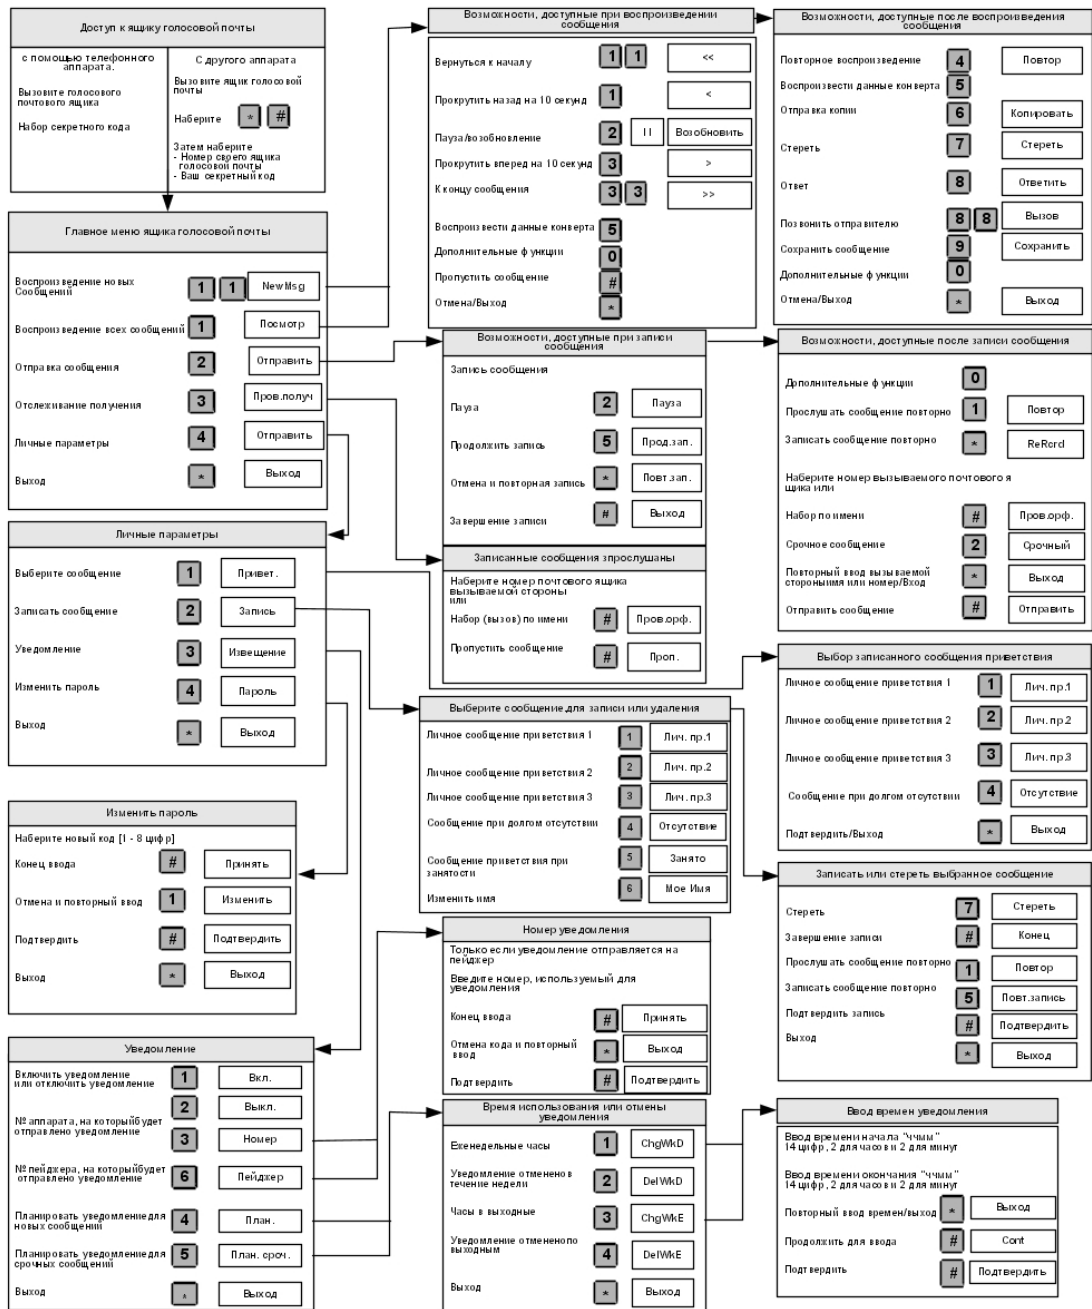 Доступ к ящику голосовой почты
с помощью телефонного
аппарата.
Вызовите голосового
почтового ящика
Набор секретного кода
С другого аппарата
Вызовите ящик голосовой
почты
Наберите * #
Затем наберите
- Номер своего ящика
голосовой почты
- Ваш секретный код
Главное меню ящика голосовой почты
Воспроизведение новых
Сообщений 1 1 New Msg
Воспроизведение всех сообщений 1 Посмотр
Отправка сообщения 2 Отправить
Отслеживание получения 3 Пров.получ
Личные параметры 4 Отправить
Выход * Выход
Личные параметры
Выберите сообщение 1 Привет.
Записать сообщение 2 Запись
Уведомление 3 Извещение
Изменить пароль 4 Пароль
Выход * Выход
Изменить пароль
Наберите новый код [1 - 8 цифр]
Конец ввода # Принять
Отмена и повторный ввод 1 Изменить
Подтвердить # Подтвердить
Выход * Выход
Уведомление
Включить уведомление
или отключить уведомление
1 Вкл.
2 Выкл.
№ аппарата, на который будет
отправлено уведомление 3 Номер
№ пейджера, на который будет
отправлено уведомление 6 Пейджер
Планировать уведомление для
новых сообщений 4 План.
Планировать уведомление для
срочных сообщений 5 План. сроч.
Выход * Выход
Возможности, доступные при воспроизведении
сообщения
Вернуться к началу 1 1 <<
Прокрутить назад на 10 секунд 1 <
Пауза/возобновление 2 II Возобновить
Прокрутить вперед на 10 секунд 3 >
К концу сообщения 3 3 >>
Воспроизвести данные конверта 5
Дополнительные функции 0
Пропустить сообщение #
Отмена/Выход *
Возможности, доступные при записи
сообщения
Запись сообщения
Пауза 2 Пауза
Продолжить запись 5 Прод.зап.
Отмена и повторная запись * Повт.зап.
Завершение записи # Выход
Записанные сообщения зпрослушаны
Наберите номер почтового ящика
вызываемой стороны
или
Набор (вызов) по имени # Пров.орф.
Пропустить сообщение # Проп.
Выберите сообщение для записи или удаления
Личное сообщение приветствия 1 1 Лич. пр.1
Личное сообщение приветствия 2 2 Лич. пр.2
Личное сообщение приветствия 3 3 Лич. пр.3
Сообщение при долгом отсутствии 4 Отсутствие
Сообщение приветствия при
занятости 5 Занято
Изменить имя 6 Мое Имя
Номер уведомления
Только если уведомление отправляется на
пейджер
Введите номер, используемый для
уведомления
Конец ввода # Принять
Отмена кода и повторный
ввод * Выход
Подтвердить # Подтвердить
Время использования или отмены
уведомления
Еженедельные часы 1 ChgWkD
Уведомление отменено в
течение недели 2 DelWkD
Часы в выходные 3 ChgWkE
Уведомление отменено по
выходным 4 DelWkE
Выход * Выход
Возможности, доступные после воспроизведения
сообщения
Повторное воспроизведение 4 Повтор
Воспроизвести данные конверта 5
Отправка копии 6 Копировать
Стереть 7 Стереть
Ответ 8 Ответить
Позвонить отправителю 8 8 Вызов
Сохранить сообщение 9 Сохранить
Дополнительные функции 0
Отмена/Выход * Выход
Возможности, доступные после записи сообщения
Дополнительные функции 0
Прослушать сообщение повторно 1 Повтор
Записать сообщение повторно * ReRcrd
Наберите номер вызываемого почтового я
щика или
Набор по имени # Пров.орф.
Срочное сообщение 2 Срочный
Повторный ввод вызываемой
стороныимя или номер/Вход * Выход
Отправить сообщение # Отправить
Выбор записанного сообщения приветствия
Личное сообщение приветствия 1 1 Лич. пр.1
Личное сообщение приветствия 2 2 Лич. пр.2
Личное сообщение приветствия 3 3 Лич. пр.3
Сообщение при долгом отсутствии 4 Отсутствие
Подтвердить/Выход * Выход
Записать или стереть выбранное сообщение
Стереть 7 Стереть
Завершение записи # Конец
Прослушать сообщение повторно 1 Повтор
Записать сообщение повторно 5 Повт.запись
Подтвердить запись # Подтвердить
Выход * Выход
Ввод времен уведомления
Ввод времени начала "ччмм"
14 цифр, 2 для часов и 2 для минут
Ввод времени окончания "ччмм"
14 цифр, 2 для часов и 2 для минут
Повторный ввод времен/выход * Выход
Продолжить для ввода # Cont
Подтвердить # Подтвердить